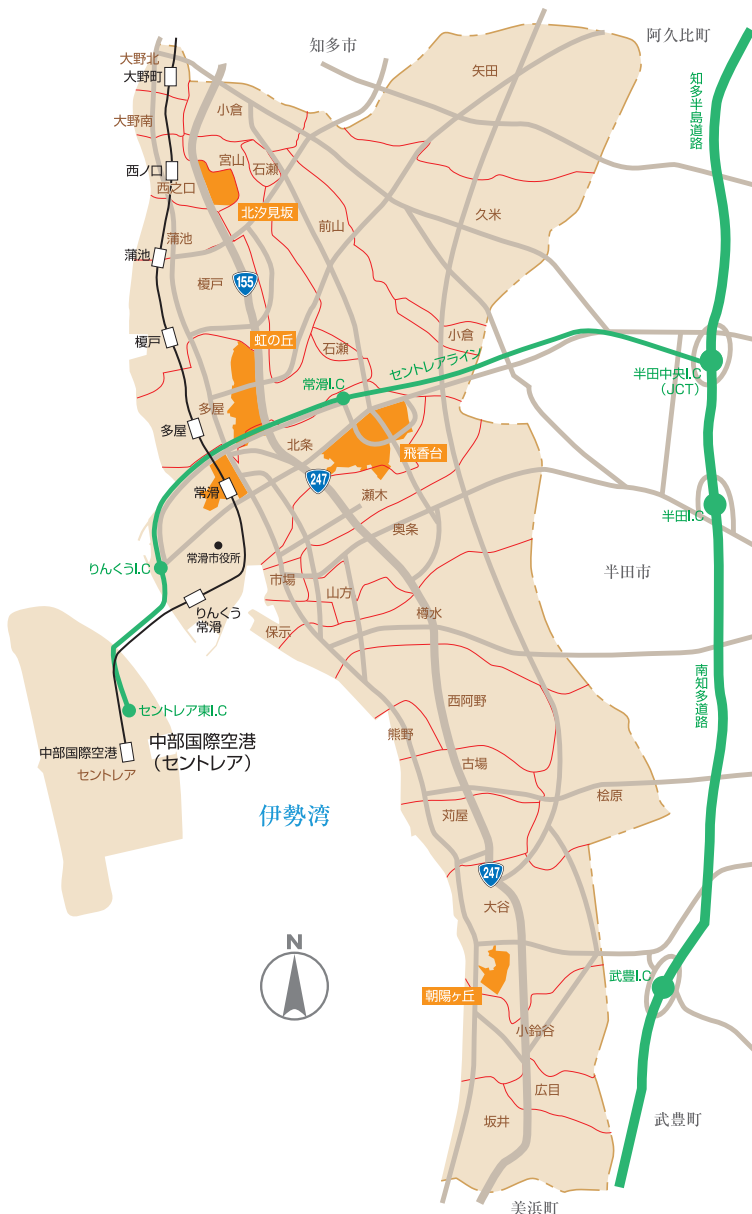 知多市
阿久比町
大野北
大野町
矢田
知多半島道路
小倉
大野南
宮山
石瀬
西ノ口
西之口
北汐見坂
久米
前山
蒲池
蒲池
榎戸
155
榎戸
虹の丘
石瀬
小倉
セントレアライン
半田中央I.C
(JCT)
常滑I.C
多屋
多屋
北条
飛香台
247
常滑
瀬木
半田I.C
奥条
常滑市役所
りんくうI.C
市場
山方
半田市
りんくう
常滑
保示
樽水
南知多道路
西阿野
セントレア東I.C
熊野
中部国際空港
セントレア
中部国際空港
(セントレア)
古場
桧原
伊勢湾
苅屋
247
大谷
N
武豊I.C
朝陽ヶ丘
小鈴谷
広目
坂井
武豊町
美浜町